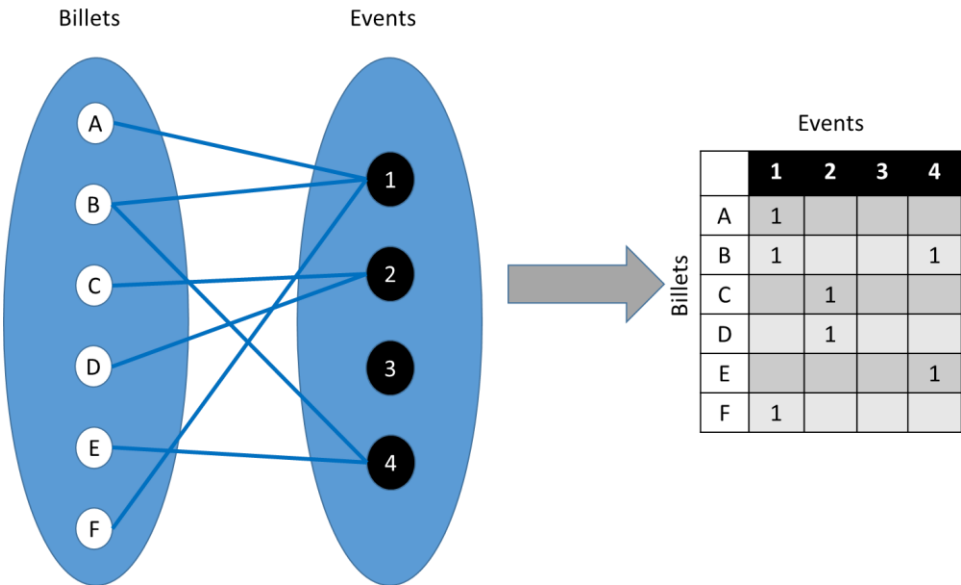 Billets
Events
A
B
C
D
E
F
1
2
3
4
Events
Billets
1 2 3 4
A 1
B 1 1
C 1
D 1
E 1
F 1